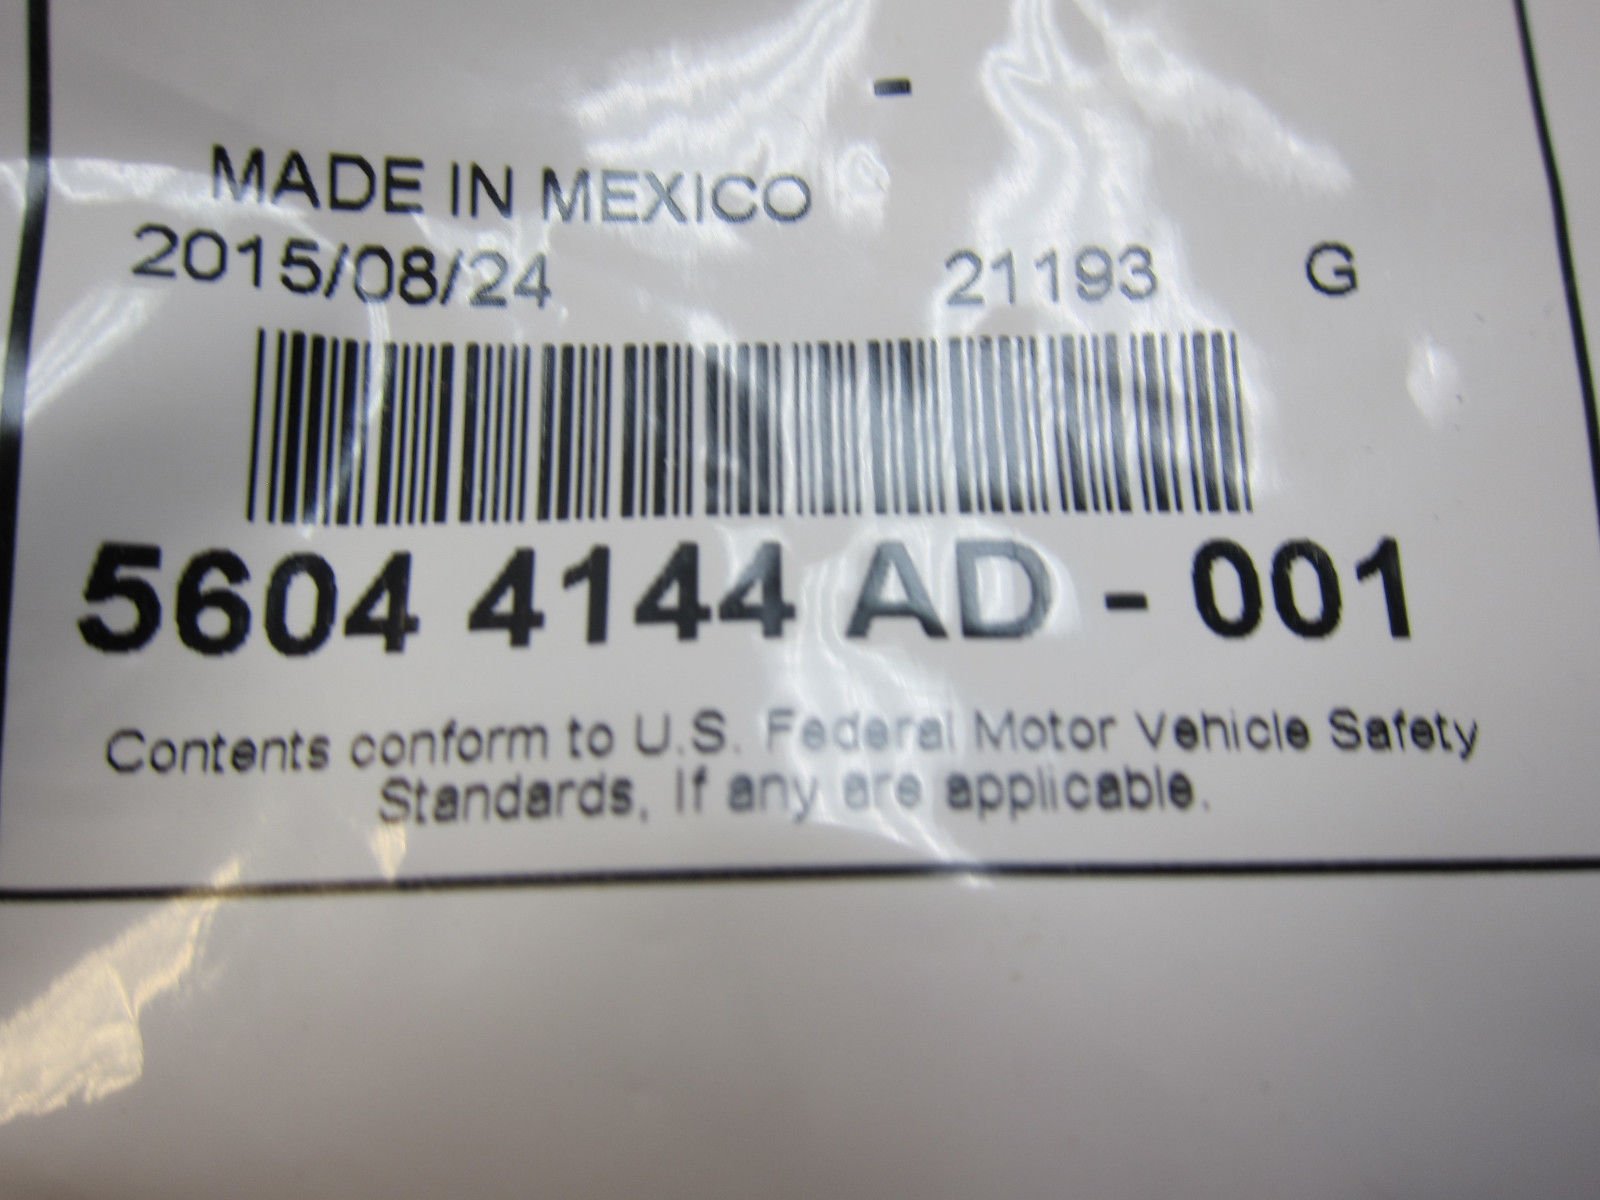 -
MADE IN MEXICO
2015/08/24 21193 G
5604 4144 AD - 001
Contents conform to U.S. Federal Motor Vehicle Safety
Standards, If any are applicable.